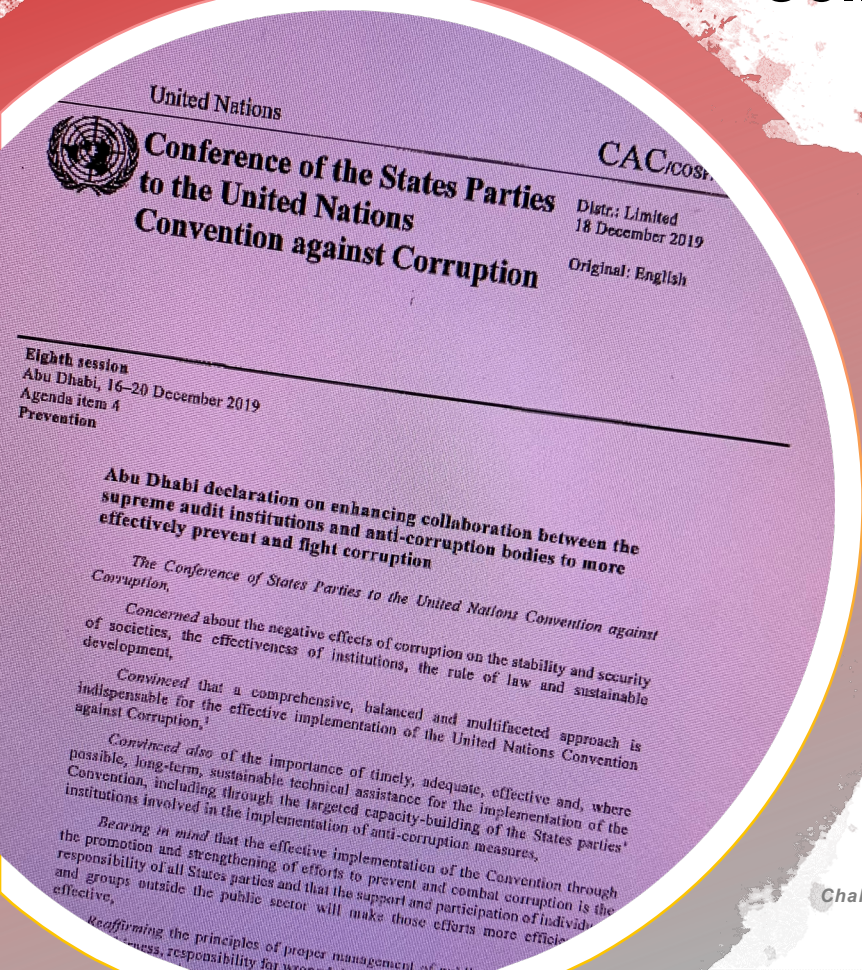 United Nations
CAC/COSP.
Conference of the States Parties
to the United Nations
Convention against Corruption
Distr.: Limited
18 December 2019
Original: English
Eighth session
Abu Dhabi, 16–20 December 2019
Agenda item 4
Prevention
Abu Dhabi declaration on enhancing collaboration between the
supreme audit institutions and anti-corruption bodies to more
effectively prevent and fight corruption
The Conference of States Parties to the United Nations Convention against
Corruption,
Concerned about the negative effects of corruption on the stability and security
of societies, the effectiveness of institutions, the rule of law and sustainable
development,
Convinced that a comprehensive, balanced and multifaceted approach is
indispensable for the effective implementation of the United Nations Convention
against Corruption,¹
Convinced also of the importance of timely, adequate, effective and, where
possible, long-term, sustainable technical assistance for the implementation of the
Convention, including through the targeted capacity-building of the States parties'
institutions involved in the implementation of anti-corruption measures,
Bearing in mind that the effective implementation of the Convention through
the promotion and strengthening of efforts to prevent and combat corruption is the
responsibility of all States parties and that the support and participation of individu
and groups outside the public sector will make those efforts more efficie
effective,
Reaffirming the principles of proper management of
responsibility for
Chal